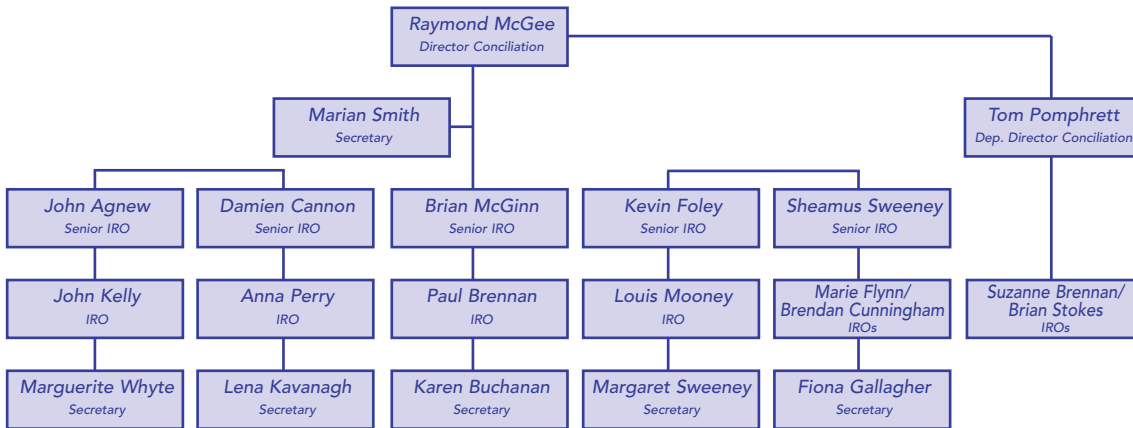 Raymond McGee
Director Conciliation
Marian Smith
Secretary
Tom Pomphrett
Dep. Director Conciliation
John Agnew
Senior IRO
Damien Cannon
Senior IRO
Brian McGinn
Senior IRO
Kevin Foley
Senior IRO
Sheamus Sweeney
Senior IRO
John Kelly
IRO
Anna Perry
IRO
Paul Brennan
IRO
Louis Mooney
IRO
Marie Flynn/
Brendan Cunningham
IROs
Suzanne Brennan/
Brian Stokes
IROs
Marguerite Whyte
Secretary
Lena Kavanagh
Secretary
Karen Buchanan
Secretary
Margaret Sweeney
Secretary
Fiona Gallagher
Secretary